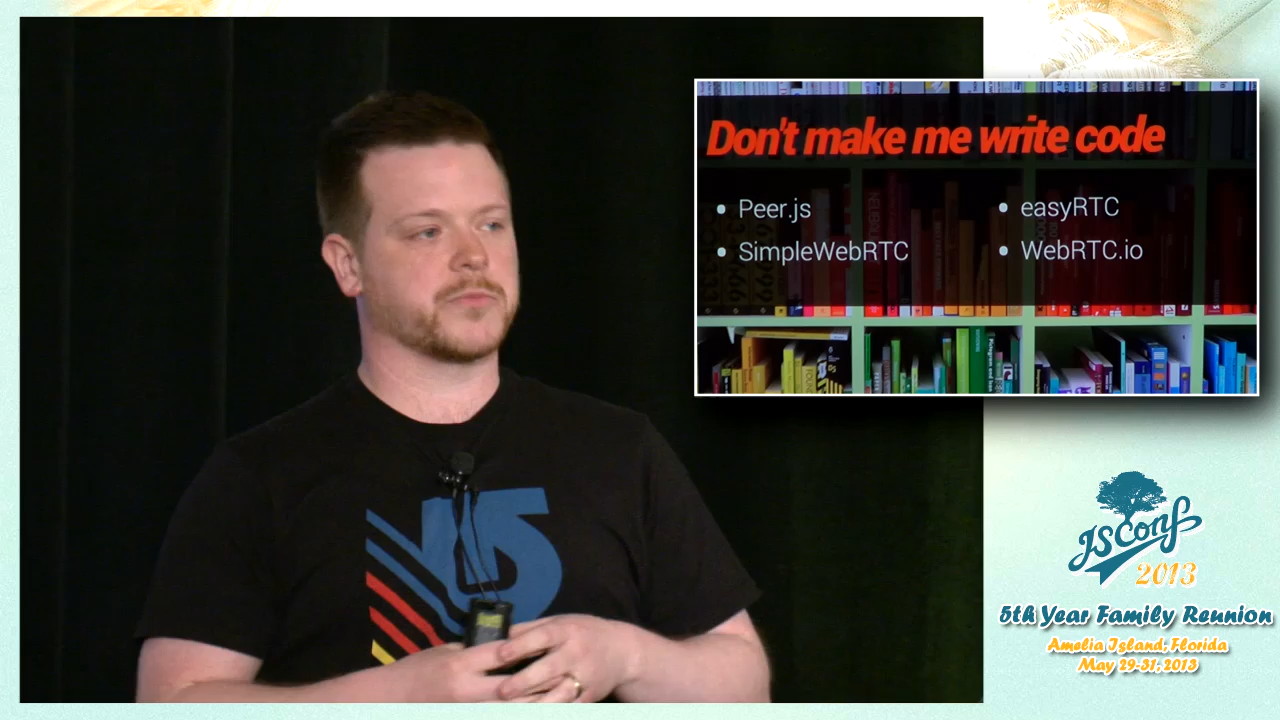 Don't make me write code
• Peer.js
• SimpleWebRTC
• easyRTC
• WebRTC.io
JSConf
2013
5th Year Family Reunion
Amelia Island, Florida
May 29-31, 2013